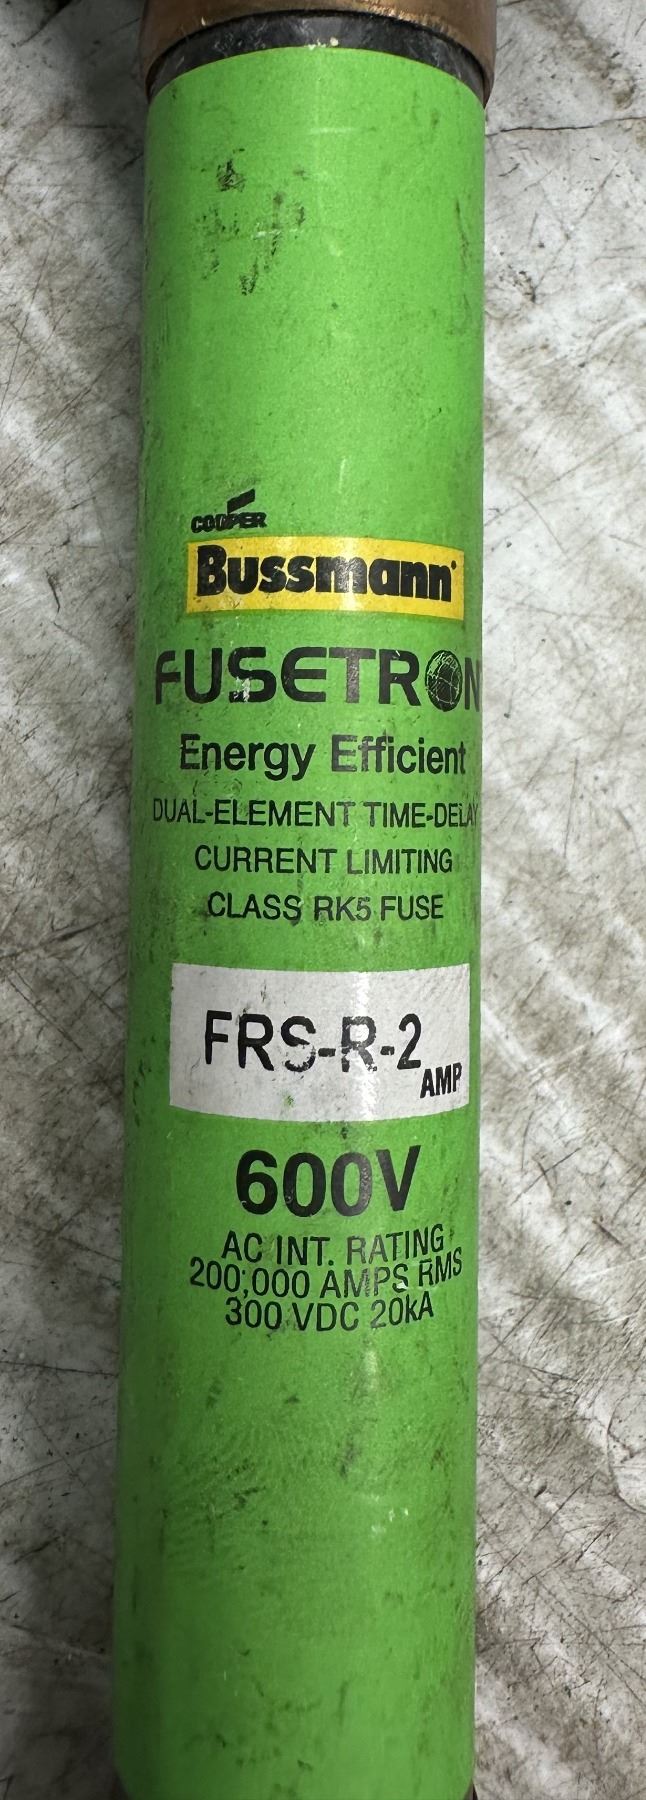 COOPER
Bussmann
FUSETRON
Energy Efficient
DUAL-ELEMENT TIME-DELAY
CURRENT LIMITING
CLASS RK5 FUSE
FRS-R-2
AMP
600V
AC INT. RATING
200,000 AMPS RMS
300 VDC 20kA